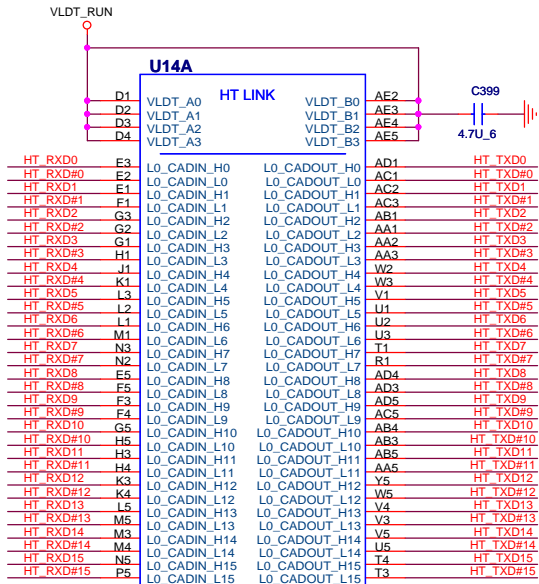 VLDT_RUN
U14A
HT LINK
C399
4.7U_6
D1 VLDT_A0 VLDT_B0 AE2
D2 VLDT_A1 VLDT_B1 AE3
D3 VLDT_A2 VLDT_B2 AE4
D4 VLDT_A3 VLDT_B3 AE5
HT_RXD0 E3 L0_CADIN_H0 L0_CADOUT_H0 AD1 HT_TXD0
HT_RXD#0 E2 L0_CADIN_L0 L0_CADOUT_L0 AC1 HT_TXD#0
HT_RXD1 E1 L0_CADIN_H1 L0_CADOUT_H1 AC2 HT_TXD1
HT_RXD#1 F1 L0_CADIN_L1 L0_CADOUT_L1 AC3 HT_TXD#1
HT_RXD2 G3 L0_CADIN_H2 L0_CADOUT_H2 AB1 HT_TXD2
HT_RXD#2 G2 L0_CADIN_L2 L0_CADOUT_L2 AA1 HT_TXD#2
HT_RXD3 G1 L0_CADIN_H3 L0_CADOUT_H3 AA2 HT_TXD3
HT_RXD#3 H1 L0_CADIN_L3 L0_CADOUT_L3 AA3 HT_TXD#3
HT_RXD4 J1 L0_CADIN_H4 L0_CADOUT_H4 W2 HT_TXD4
HT_RXD#4 K1 L0_CADIN_L4 L0_CADOUT_L4 W3 HT_TXD#4
HT_RXD5 L3 L0_CADIN_H5 L0_CADOUT_H5 V1 HT_TXD5
HT_RXD#5 L2 L0_CADIN_L5 L0_CADOUT_L5 U1 HT_TXD#5
HT_RXD6 L1 L0_CADIN_H6 L0_CADOUT_H6 U2 HT_TXD6
HT_RXD#6 M1 L0_CADIN_L6 L0_CADOUT_L6 U3 HT_TXD#6
HT_RXD7 N3 L0_CADIN_H7 L0_CADOUT_H7 T1 HT_TXD7
HT_RXD#7 N2 L0_CADIN_L7 L0_CADOUT_L7 R1 HT_TXD#7
HT_RXD8 E5 L0_CADIN_H8 L0_CADOUT_H8 AD4 HT_TXD8
HT_RXD#8 F5 L0_CADIN_L8 L0_CADOUT_L8 AD3 HT_TXD#8
HT_RXD9 F3 L0_CADIN_H9 L0_CADOUT_H9 AD5 HT_TXD9
HT_RXD#9 F4 L0_CADIN_L9 L0_CADOUT_L9 AC5 HT_TXD#9
HT_RXD10 G5 L0_CADIN_H10 L0_CADOUT_H10 AB4 HT_TXD10
HT_RXD#10 H5 L0_CADIN_L10 L0_CADOUT_L10 AB3 HT_TXD#10
HT_RXD11 H3 L0_CADIN_H11 L0_CADOUT_H11 AB5 HT_TXD11
HT_RXD#11 H4 L0_CADIN_L11 L0_CADOUT_L11 AA5 HT_TXD#11
HT_RXD12 K3 L0_CADIN_H12 L0_CADOUT_H12 Y5 HT_TXD12
HT_RXD#12 K4 L0_CADIN_L12 L0_CADOUT_L12 W5 HT_TXD#12
HT_RXD13 L5 L0_CADIN_H13 L0_CADOUT_H13 V4 HT_TXD13
HT_RXD#13 M5 L0_CADIN_L13 L0_CADOUT_L13 V3 HT_TXD#13
HT_RXD14 M3 L0_CADIN_H14 L0_CADOUT_H14 V5 HT_TXD14
HT_RXD#14 M4 L0_CADIN_L14 L0_CADOUT_L14 U5 HT_TXD#14
HT_RXD15 N5 L0_CADIN_H15 L0_CADOUT_H15 T4 HT_TXD15
HT_RXD#15 P5 L0_CADIN_L15 L0_CADOUT_L15 T3 HT_TXD#15